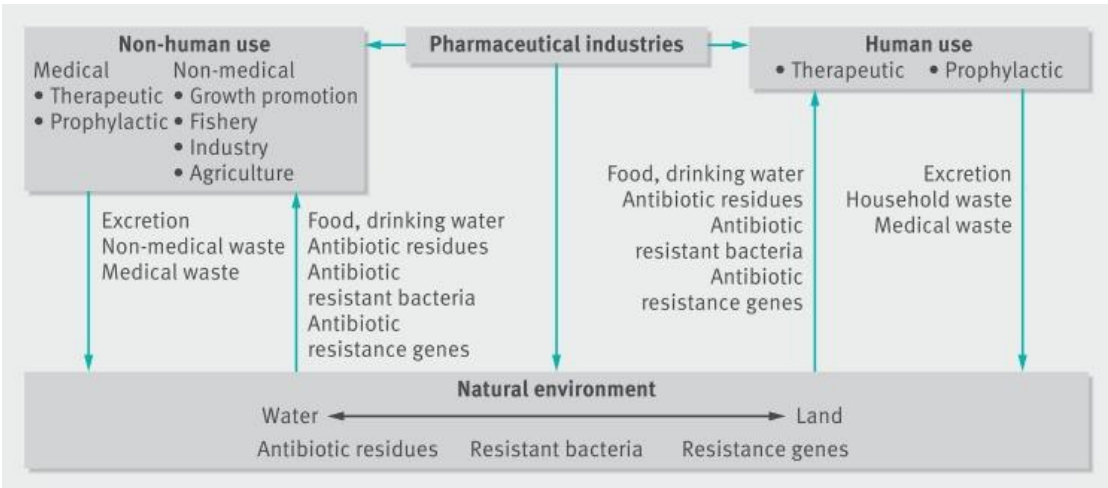 Non-human use
Medical
• Therapeutic
• Prophylactic
Non-medical
• Growth promotion
• Fishery
• Industry
• Agriculture
Pharmaceutical industries
Human use
• Therapeutic • Prophylactic
Excretion
Non-medical waste
Medical waste
Food, drinking water
Antibiotic residues
Antibiotic
resistant bacteria
Antibiotic
resistance genes
Food, drinking water
Antibiotic residues
Antibiotic
resistant bacteria
Antibiotic
resistance genes
Excretion
Household waste
Medical waste
Natural environment
Water Land
Antibiotic residues Resistant bacteria Resistance genes